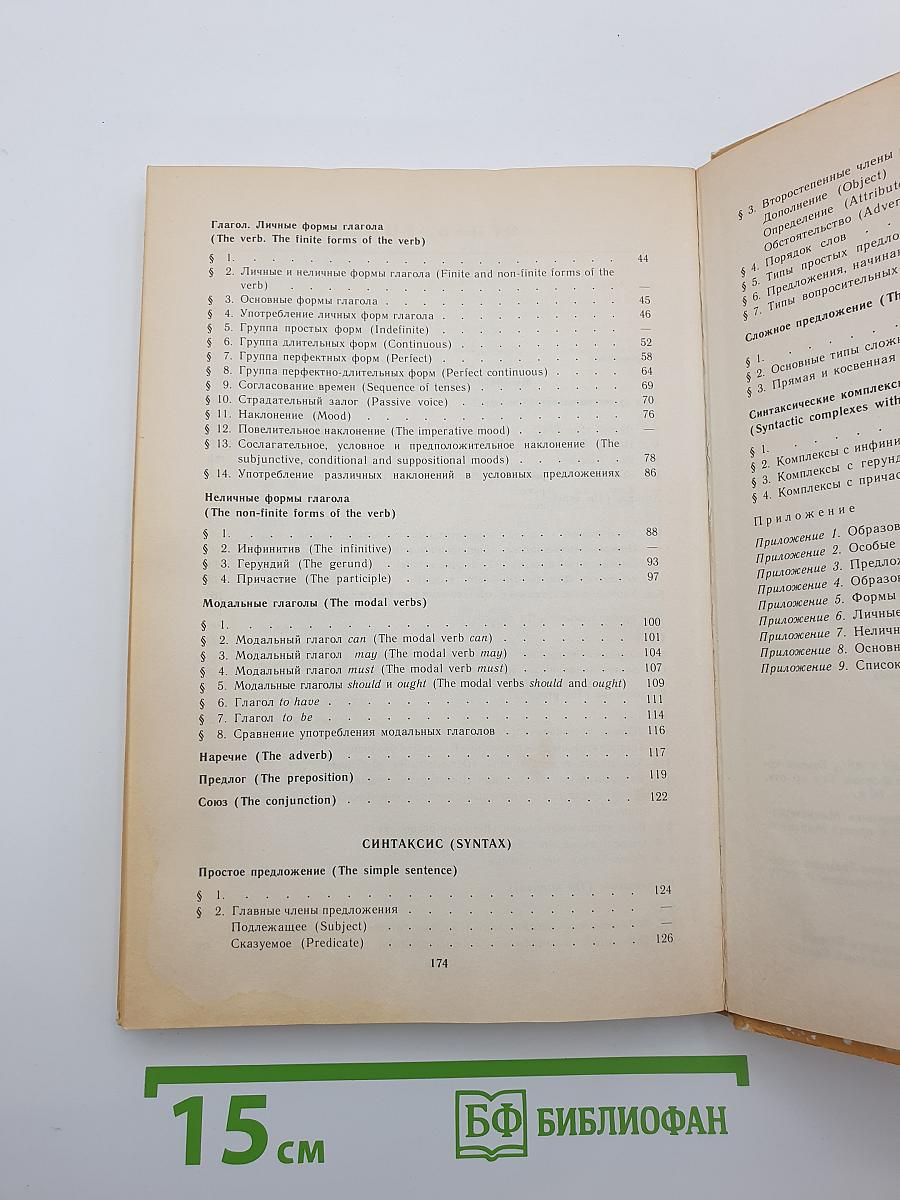 Глагол. Личные формы глагола
(The verb. The finite forms of the verb)
§ 1. . . . . . . . . . . . . . . . . . . . . 44
§ 2. Личные и неличные формы глагола (Finite and non-finite forms of the
verb) . . . . . . . . . . . . . . . . . . —
§ 3. Основные формы глагола . . . . . . . . . . . . . 45
§ 4. Употребление личных форм глагола . . . . . . . . . . 46
§ 5. Группа простых форм (Indefinite) . . . . . . . . . . —
§ 6. Группа длительных форм (Continuous) . . . . . . . . . 52
§ 7. Группа перфектных форм (Perfect) . . . . . . . . . . 58
§ 8. Группа перфектно-длительных форм (Perfect continuous) . . . . 64
§ 9. Согласование времен (Sequence of tenses) . . . . . . . . 69
§ 10. Страдательный залог (Passive voice) . . . . . . . . . 70
§ 11. Наклонение (Mood) . . . . . . . . . . . . . . 76
§ 12. Повелительное наклонение (The imperative mood) . . . . . . —
§ 13. Сослагательное, условное и предположительное наклонение (The
subjunctive, conditional and suppositional moods) . . . . . . 78
§ 14. Употребление различных наклонений в условных предложениях 86
Неличные формы глагола
(The non-finite forms of the verb)
§ 1. . . . . . . . . . . . . . . . . . . . . 88
§ 2. Инфинитив (The infinitive) . . . . . . . . . . . . —
§ 3. Герундий (The gerund) . . . . . . . . . . . . . 93
§ 4. Причастие (The participle) . . . . . . . . . . . . 97
Модальные глаголы (The modal verbs)
§ 1. . . . . . . . . . . . . . . . . . . . . 100
§ 2. Модальный глагол can (The modal verb can) . . . . . . . 101
§ 3. Модальный глагол may (The modal verb may) . . . . . . 104
§ 4. Модальный глагол must (The modal verb must) . . . . . . 107
§ 5. Модальные глаголы should и ought (The modal verbs should and ought) 109
§ 6. Глагол to have . . . . . . . . . . . . . . . . 111
§ 7. Глагол to be . . . . . . . . . . . . . . . . 114
§ 8. Сравнение употребления модальных глаголов . . . . . . . 116
Наречие (The adverb) . . . . . . . . . . . . . . . 117
Предлог (The preposition) . . . . . . . . . . . . . . 119
Союз (The conjunction) . . . . . . . . . . . . . . . 122
СИНТАКСИС (SYNTAX)
Простое предложение (The simple sentence)
§ 1. . . . . . . . . . . . . . . . . . . . . 124
§ 2. Главные члены предложения . . . . . . . . . . . . —
Подлежащее (Subject) . . . . . . . . . . . . . —
Сказуемое (Predicate) . . . . . . . . . . . . . 126
174
§ 3. Второстепенные члены
Дополнение (Object)
Определение (Attribute
Обстоятельство (Adver
§ 4. Порядок слов . .
§ 5. Типы простых предло
§ 6. Предложения, начина
§ 7. Типы вопросительных
Сложное предложение (Th
§ 1. . . . . .
§ 2. Основные типы слож
§ 3. Прямая и косвенная
Синтаксические комплекс
(Syntactic complexes with
§ 1. . . . . .
§ 2. Комплексы с инфини
§ 3. Комплексы с герунд
§ 4. Комплексы с причас
Приложение
Приложение 1. Образов
Приложение 2. Особые
Приложение 3. Предлож
Приложение 4. Образов
Приложение 5. Формы
Приложение 6. Личные
Приложение 7. Неличн
Приложение 8. Основн
Приложение 9. Список
15 см
БФ БИБЛИОФАН